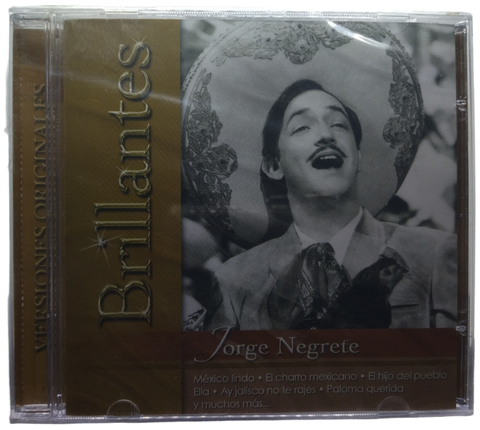 VERSIONES ORIGINALES
Brillantes
Jorge Negrete
México lindo • El charro mexicano • El hijo del pueblo
Ella • Ay jalisco no te rajes • Paloma querida
y muchos más...